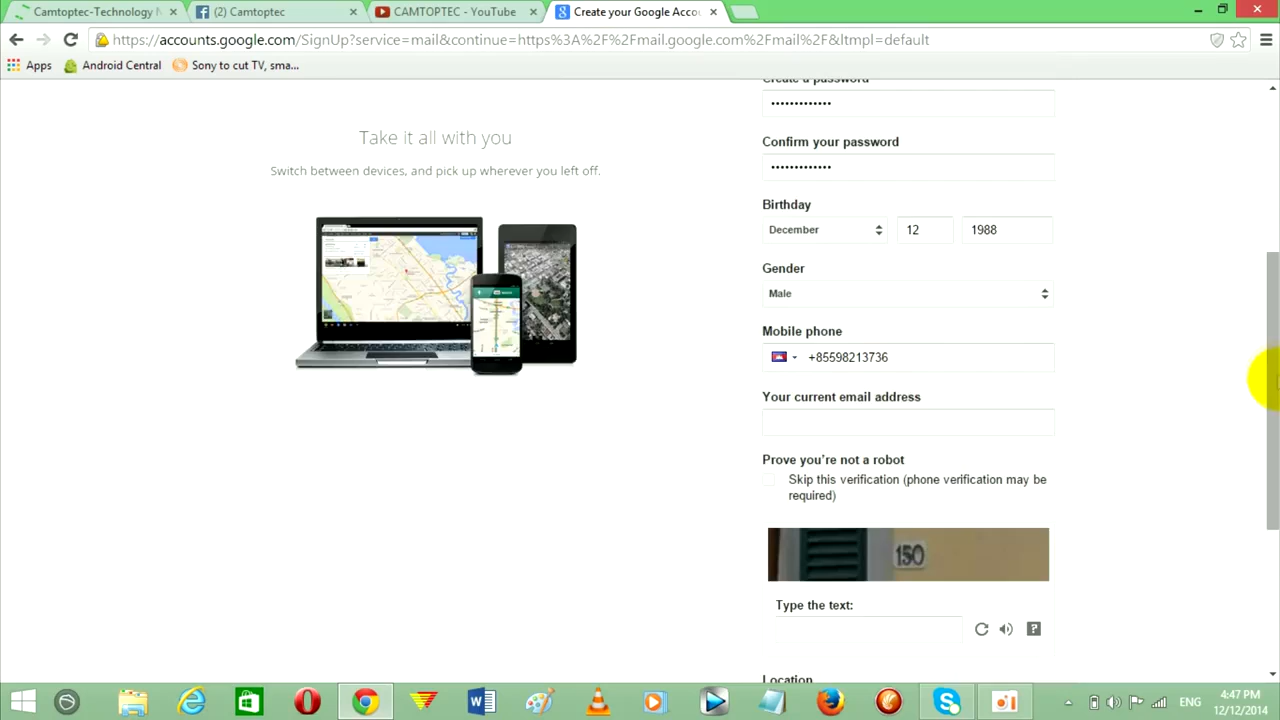 Camtoptec-Technology N
(2) Camtoptec
CAMTOPTEC - YouTube
Create your Google Accou
https://accounts.google.com/SignUp?service=mail&continue=https%3A%2F%2Fmail.google.com%2Fmail%2F&ltmpl=default
Apps
Android Central
Sony to cut TV, sma...
Create a password
•••••••••••••
Take it all with you
Confirm your password
Switch between devices, and pick up wherever you left off.
•••••••••••••
Birthday
December
12
1988
Gender
Male
Mobile phone
+85598213736
Your current email address
Prove you're not a robot
Skip this verification (phone verification may be
required)
150
Type the text:
Location
ENG
4:47 PM
12/12/2014